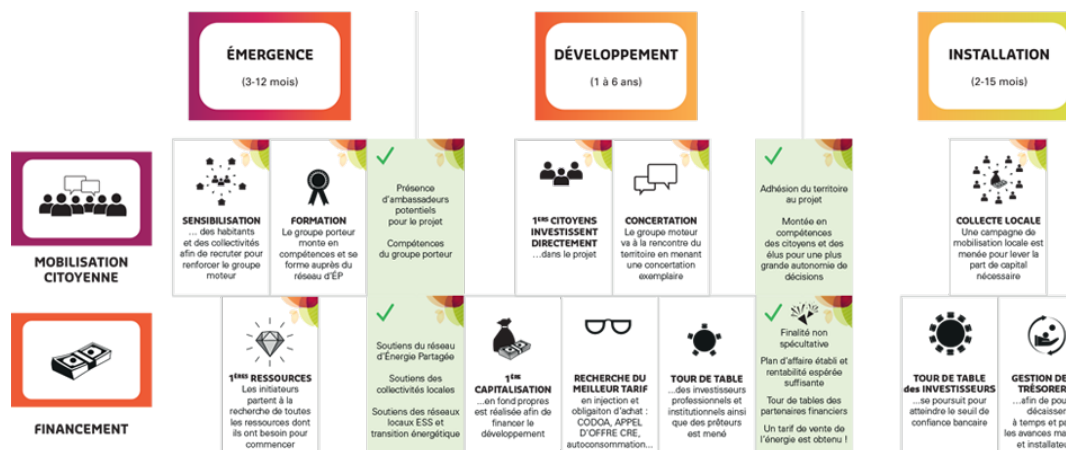 ÉMERGENCE
(3-12 mois)
DÉVELOPPEMENT
(1 à 6 ans)
INSTALLATION
(2-15 mois)
MOBILISATION
CITOYENNE
SENSIBILISATION
... des habitants
et des collectivités
afin de recruter pour
renforcer le groupe
moteur
FORMATION
Le groupe porteur
monte en
compétences et se
forme auprès du
réseau d'ÉP
Présence
d'ambassadeurs
potentiels
pour le projet
Compétences
du groupe porteur
1ERS CITOYENS
INVESTISSENT
DIRECTEMENT
...dans le projet
CONCERTATION
Le groupe moteur
va à la rencontre du
territoire en menant
une concertation
exemplaire
Adhésion du territoire
au projet
Montée en
compétences
des citoyens et des
élus pour une plus
grande autonomie de
décisions
COLLECTE LOCALE
Une campagne de
mobilisation locale est
menée pour lever la
part de capital
nécessaire
FINANCEMENT
1ÈRES RESSOURCES
Les initiateurs
partent à la
recherche de toutes
les ressources dont
ils ont besoin pour
commencer
Soutiens du réseau
d'Énergie Partagée
Soutiens des
collectivités locales
Soutiens des réseaux
locaux ESS et
transition énergétique
1ÈRE
CAPITALISATION
...en fond propres
est réalisée afin de
financer le
développement
RECHERCHE DU
MEILLEUR TARIF
en injection et
obligaiton d'achat :
CODOA, APPEL
D'OFFRE CRE,
autoconsommation...
TOUR DE TABLE
...des investisseurs
professionnels et
institutionnels ainsi
que des prêteurs
est mené
Finalité non
spéculative
Plan d'affaire établi et
rentabilité espérée
suffisante
Tour de tables des
partenaires financiers
Un tarif de vente de
l'énergie est obtenu !
TOUR DE TABLE
des INVESTISSEURS
...se poursuit pour
atteindre le seuil de
confiance bancaire
GESTION DE
TRÉSORER
...afin de pou
décaisser
à temps et pa
les avances ma
et installateu